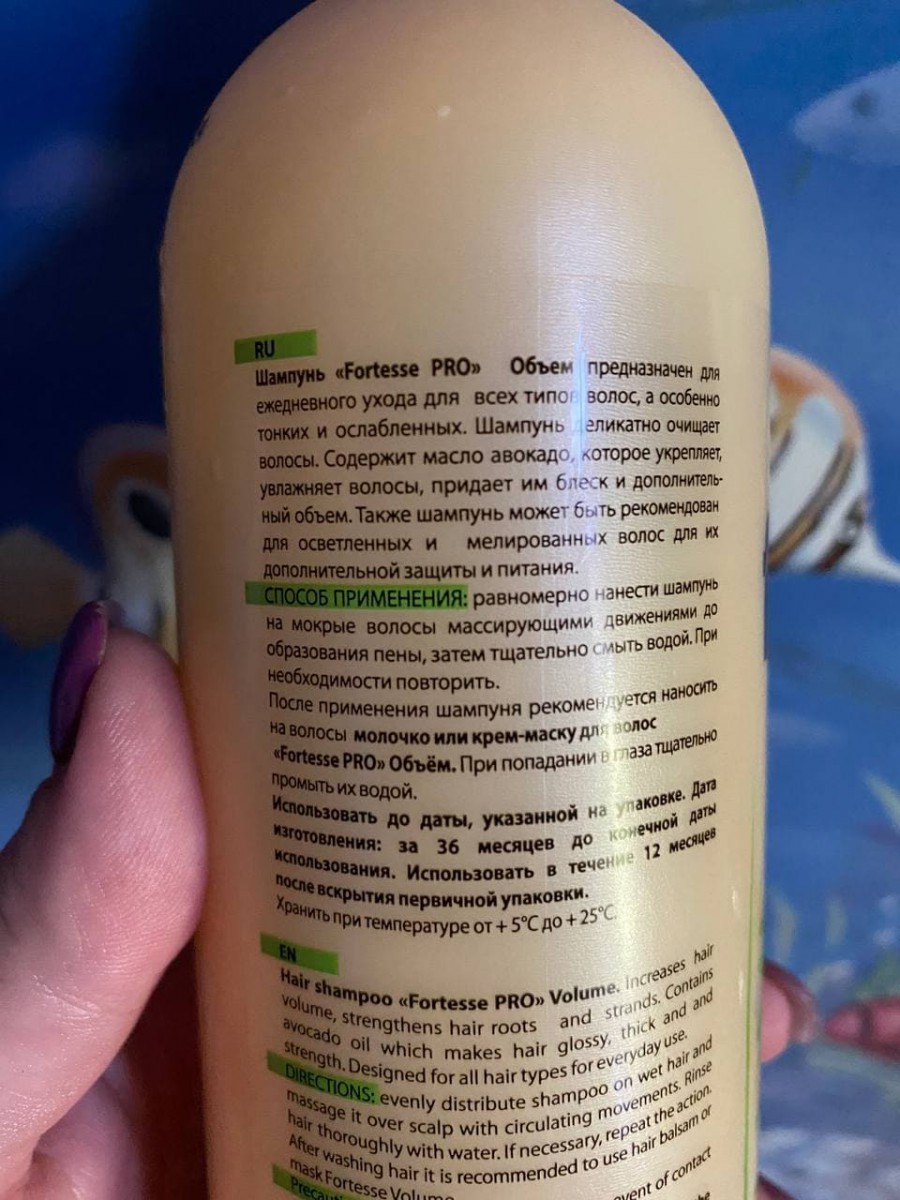 RU
Шампунь «Fortesse PRO» Объем предназначен для
ежедневного ухода для всех типов волос, а особенно
тонких и ослабленных. Шампунь деликатно очищает
волосы. Содержит масло авокадо, которое укрепляет,
увлажняет волосы, придает им блеск и дополнитель-
ный объем. Также шампунь может быть рекомендован
для осветленных и мелированных волос для их
дополнительной защиты и питания.
СПОСОБ ПРИМЕНЕНИЯ: равномерно нанести шампунь
на мокрые волосы массирующими движениями до
образования пены, затем тщательно смыть водой. При
необходимости повторить.
После применения шампуня рекомендуется наносить
на волосы молочко или крем-маску для волос
«Fortesse PRO» Объём. При попадании в глаза тщательно
промыть их водой.
Использовать до даты, указанной на упаковке. Дата
изготовления: за 36 месяцев до конечной даты
использования. Использовать в течение 12 месяцев
после вскрытия первичной упаковки.
Хранить при температуре от + 5°C до + 25°C.
EN
Hair shampoo «Fortesse PRO» Volume. Increases hair
volume, strengthens hair roots and strands. Contains
avocado oil which makes hair glossy, thick and and
strength. Designed for all hair types for everyday use.
DIRECTIONS: evenly distribute shampoo on wet hair and
massage it over scalp with circulating movements. Rinse
hair thoroughly with water. If necessary, repeat the action.
After washing hair it is recommended to use hair balsam or
mask Fortesse Volume
event of contact
the